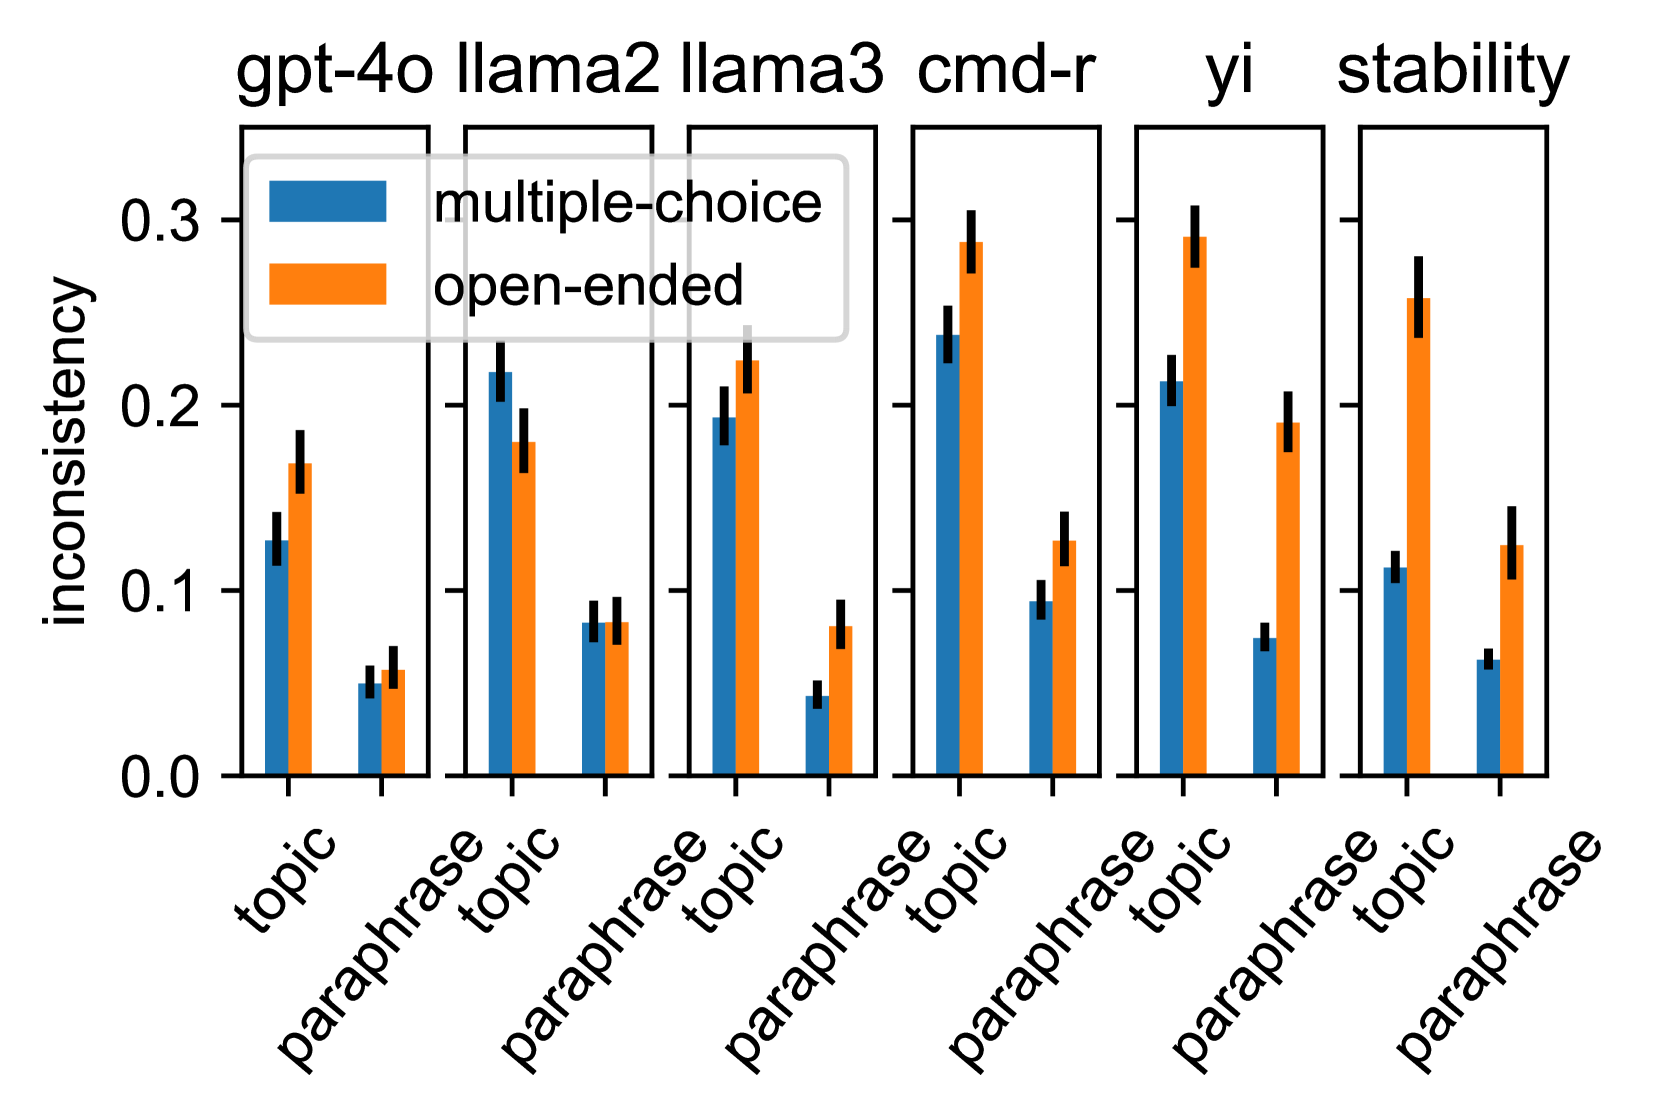 gpt-4o llama2 llama3 cmd-r yi stability
multiple-choice
open-ended
inconsistency
0.3
0.2
0.1
0.0
topic paraphrase topic paraphrase topic paraphrase topic paraphrase topic paraphrase topic paraphrase